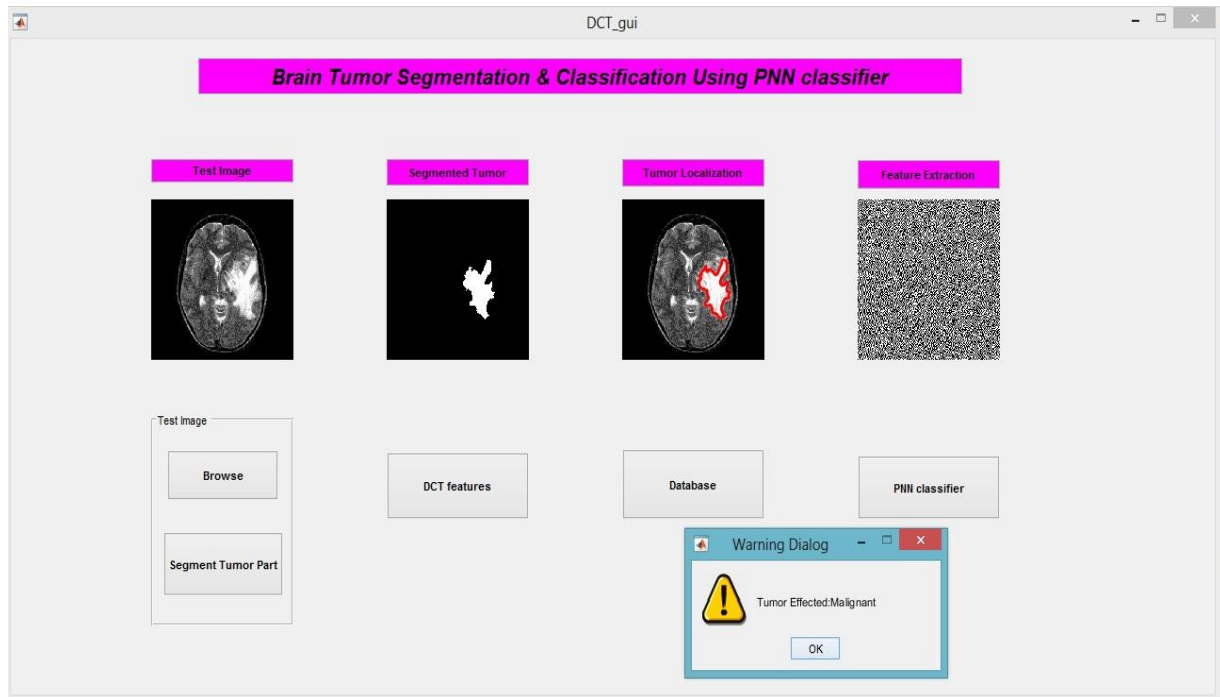 DCT_gui
Brain Tumor Segmentation & Classification Using PNN classifier
Test Image
Segmented Tumor
Tumor Localization
Feature Extraction
Test Image
Browse
Segment Tumor Part
DCT features
Database
PNN classifier
Warning Dialog
Tumor Effected:Malignant
OK